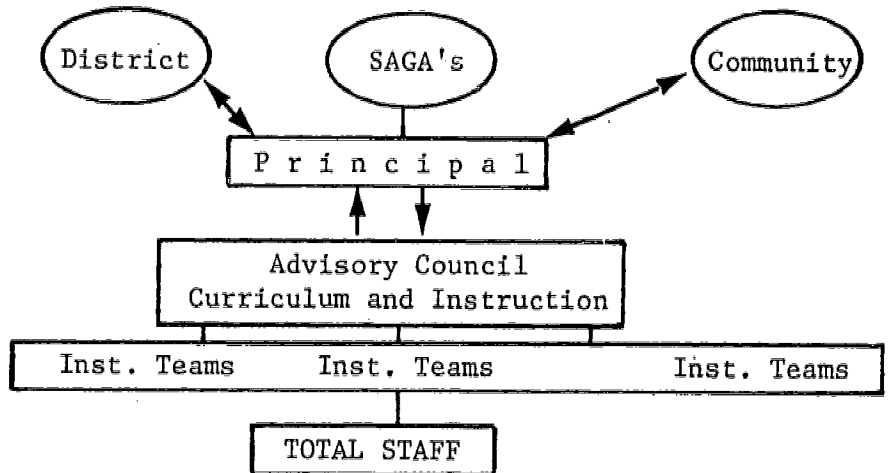 District SAGA's Community
P r i n c i p a l
Advisory Council
Curriculum and Instruction
Inst. Teams Inst. Teams Inst. Teams
TOTAL STAFF